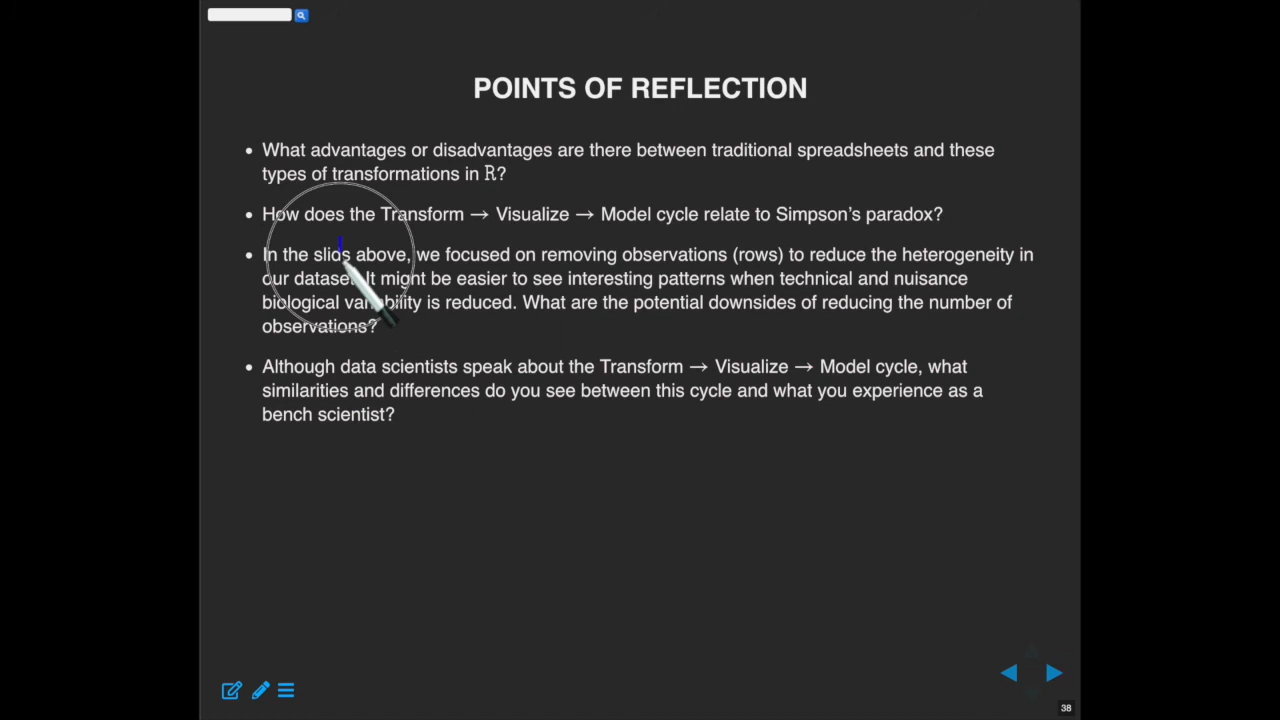 POINTS OF REFLECTION
• What advantages or disadvantages are there between traditional spreadsheets and these
types of transformations in R?
• How does the Transform → Visualize → Model cycle relate to Simpson's paradox?
• In the slids above, we focused on removing observations (rows) to reduce the heterogeneity in
our dataset. It might be easier to see interesting patterns when technical and nuisance
biological variability is reduced. What are the potential downsides of reducing the number of
observations?
• Although data scientists speak about the Transform → Visualize → Model cycle, what
similarities and differences do you see between this cycle and what you experience as a
bench scientist?
38